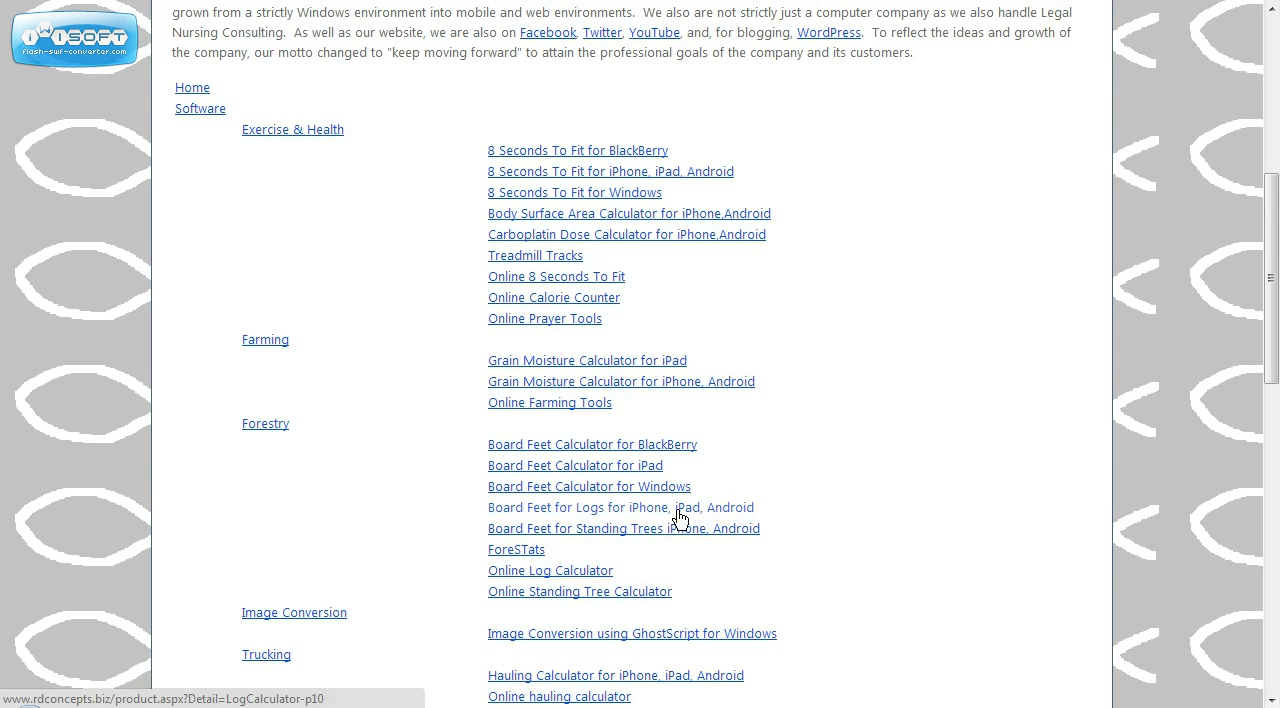 grown from a strictly Windows environment into mobile and web environments.  We also are not strictly just a computer company as we also handle Legal
iWiSOFT
flash-swf-converter.com
Nursing Consulting.  As well as our website, we are also on Facebook, Twitter, YouTube, and, for blogging, WordPress.  To reflect the ideas and growth of
the company, our motto changed to "keep moving forward" to attain the professional goals of the company and its customers.
Home
Software
Exercise & Health
8 Seconds To Fit for BlackBerry
8 Seconds To Fit for iPhone, iPad, Android
8 Seconds To Fit for Windows
Body Surface Area Calculator for iPhone,Android
Carboplatin Dose Calculator for iPhone,Android
Treadmill Tracks
Online 8 Seconds To Fit
Online Calorie Counter
Online Prayer Tools
Farming
Grain Moisture Calculator for iPad
Grain Moisture Calculator for iPhone, Android
Online Farming Tools
Forestry
Board Feet Calculator for BlackBerry
Board Feet Calculator for iPad
Board Feet Calculator for Windows
Board Feet for Logs for iPhone, iPad, Android
Board Feet for Standing Trees iPhone, Android
ForeSTats
Online Log Calculator
Online Standing Tree Calculator
Image Conversion
Image Conversion using GhostScript for Windows
Trucking
Hauling Calculator for iPhone, iPad, Android
Online hauling calculator
www.rdconcepts.biz/product.aspx?Detail=LogCalculator-p10